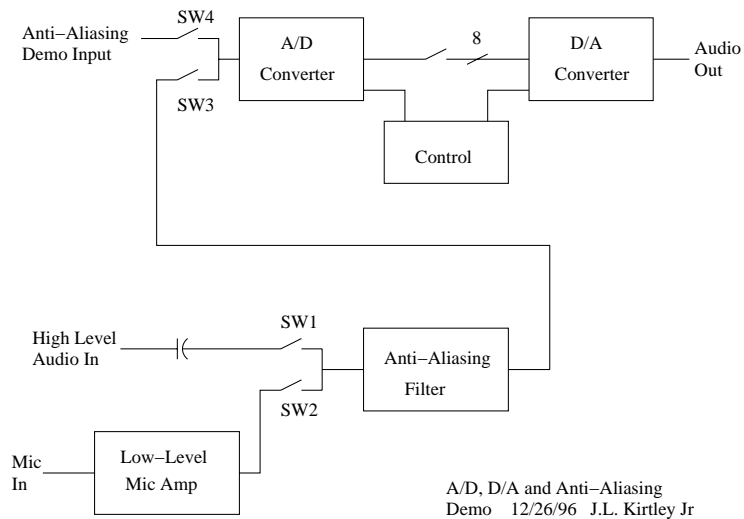 SW4
Anti−Aliasing
Demo Input
A/D
Converter
8
D/A
Converter
Audio
Out
SW3
Control
High Level
Audio In
SW1
Anti−Aliasing
Filter
SW2
Mic
In
Low−Level
Mic Amp
A/D, D/A and Anti−Aliasing
Demo 12/26/96 J.L. Kirtley Jr